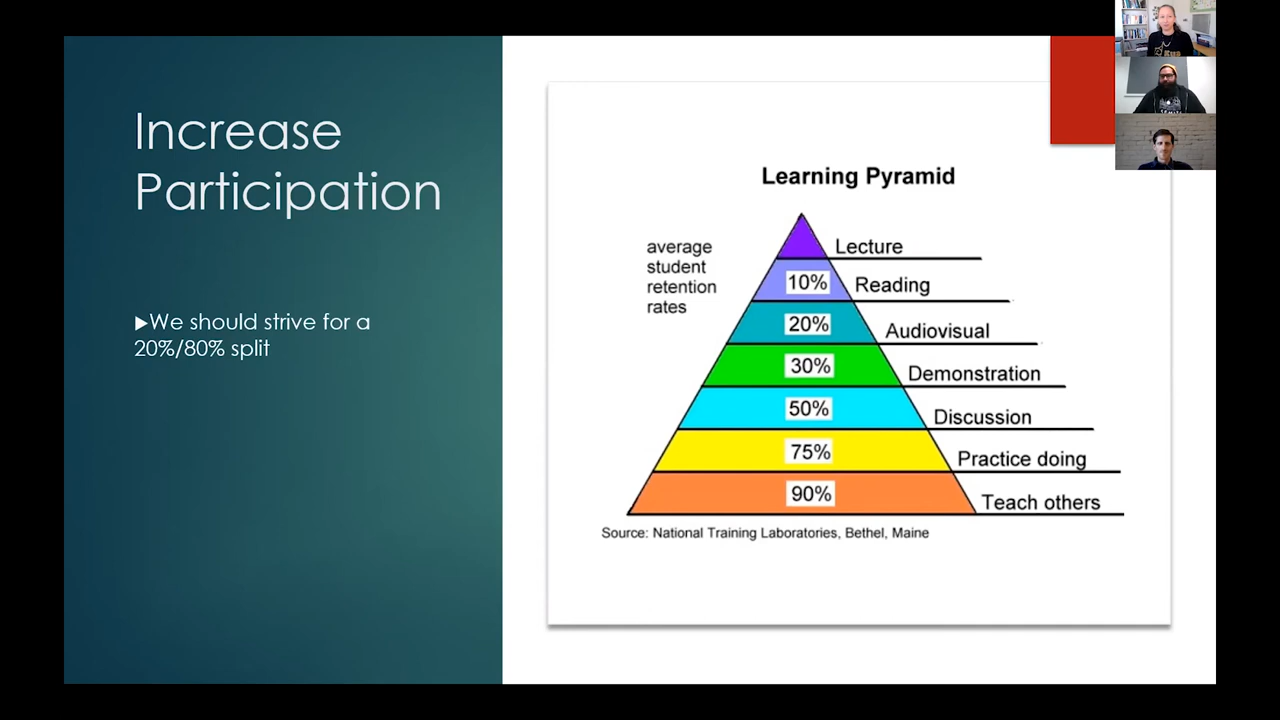 Increase
Participation
▶We should strive for a
20%/80% split
Learning Pyramid
average
student
retention
rates
Lecture
10% Reading
20% Audiovisual
30% Demonstration
50% Discussion
75% Practice doing
90% Teach others
Source: National Training Laboratories, Bethel, Maine